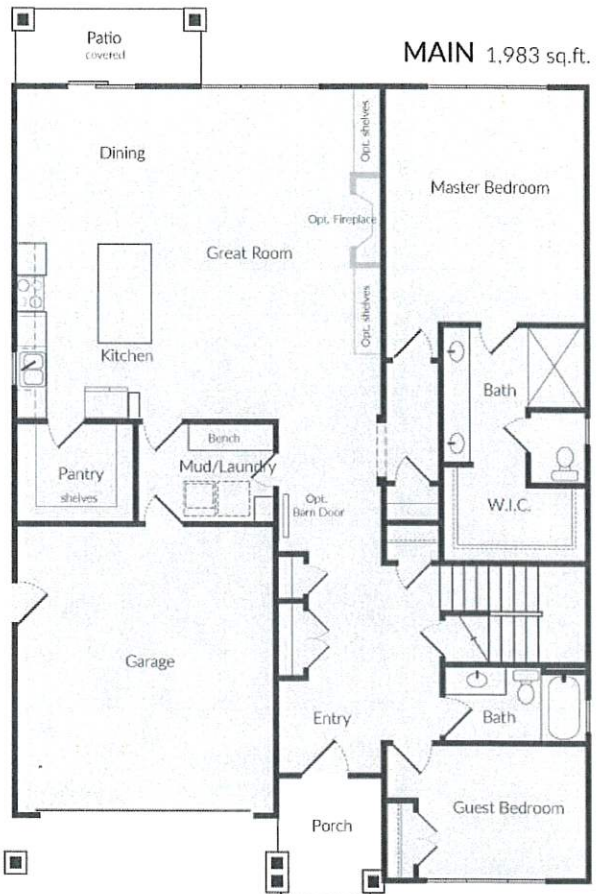 Patio
covered
MAIN 1,983 sq.ft.
Dining
Opt. shelves
Master Bedroom
Opt. Fireplace
Great Room
Opt. shelves
Kitchen
Bath
Bench
Mud/Laundry
Pantry
shelves
Opt.
Barn Door
W.I.C.
Garage
Entry
Bath
Porch
Guest Bedroom